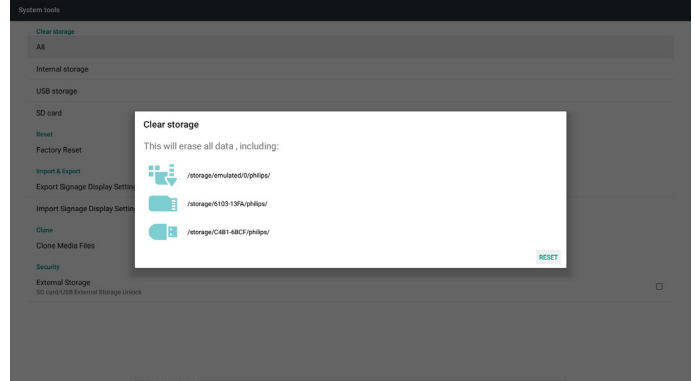 System tools
Clear storage
All
Internal storage
USB storage
SD card
Reset
Factory Reset
Import & Export
Export Signage Display Setting
Import Signage Display Settin
Clone
Clone Media Files
Security
External Storage
SD card/USB External Storage Unlock
Clear storage
This will erase all data , including:
/storage/emulated/0/philips/
/storage/6103-13FA/philips/
/storage/C4B1-6BCF/philips/
RESET